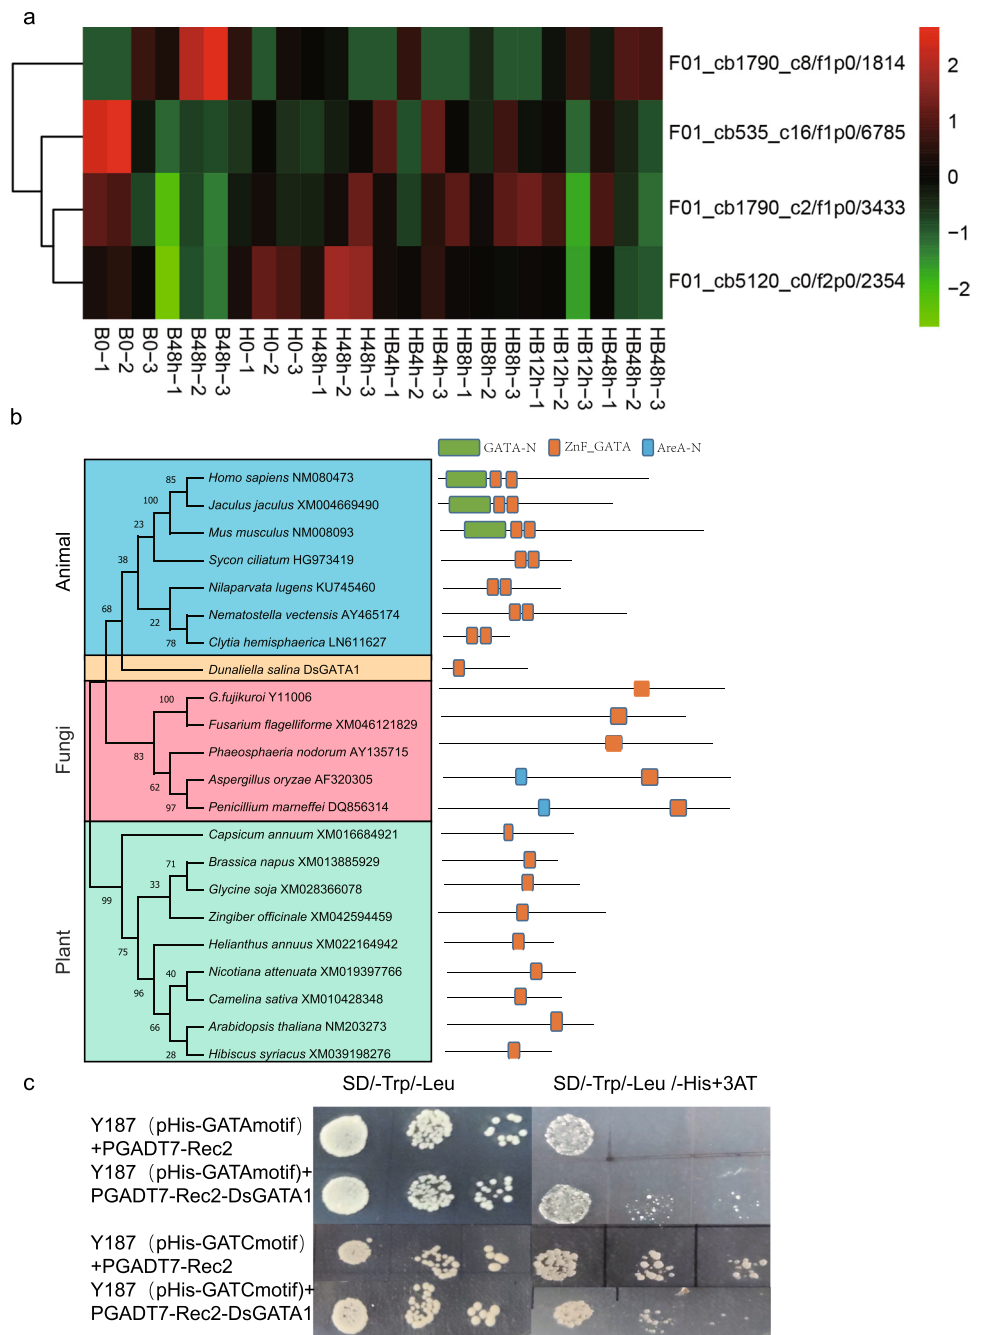 a
F01_cb1790_c8/f1p0/1814
F01_cb535_c16/f1p0/6785
F01_cb1790_c2/f1p0/3433
F01_cb5120_c0/f2p0/2354
2
1
0
−1
−2
B0−1
B0−2
B0−3
B48h−1
B48h−2
B48h−3
H0−1
H0−2
H0−3
H48h−1
H48h−2
H48h−3
HB4h−1
HB4h−2
HB4h−3
HB8h−1
HB8h−2
HB8h−3
HB12h−1
HB12h−2
HB12h−3
HB48h−1
HB48h−2
HB48h−3
b
GATA-N ZnF_GATA AreA-N
Animal
Fungi
Plant
Homo sapiens NM080473
Jaculus jaculus XM004669490
Mus musculus NM008093
Sycon ciliatum HG973419
Nilaparvata lugens KU745460
Nematostella vectensis AY465174
Clytia hemisphaerica LN611627
Dunaliella salina DsGATA1
G.fujikuroi Y11006
Fusarium flagelliforme XM046121829
Phaeosphaeria nodorum AY135715
Aspergillus oryzae AF320305
Penicillium marneffei DQ856314
Capsicum annuum XM016684921
Brassica napus XM013885929
Glycine soja XM028366078
Zingiber officinale XM042594459
Helianthus annuus XM022164942
Nicotiana attenuata XM019397766
Camelina sativa XM010428348
Arabidopsis thaliana NM203273
Hibiscus syriacus XM039198276
85
100
23
38
68
22
78
100
83
62
97
99
71
33
75
96
40
66
28
c
SD/-Trp/-Leu SD/-Trp/-Leu /-His+3AT
Y187（pHis-GATAmotif）
+PGADT7-Rec2
Y187（pHis-GATAmotif)+
PGADT7-Rec2-DsGATA1
Y187（pHis-GATCmotif）
+PGADT7-Rec2
Y187（pHis-GATCmotif)+
PGADT7-Rec2-DsGATA1